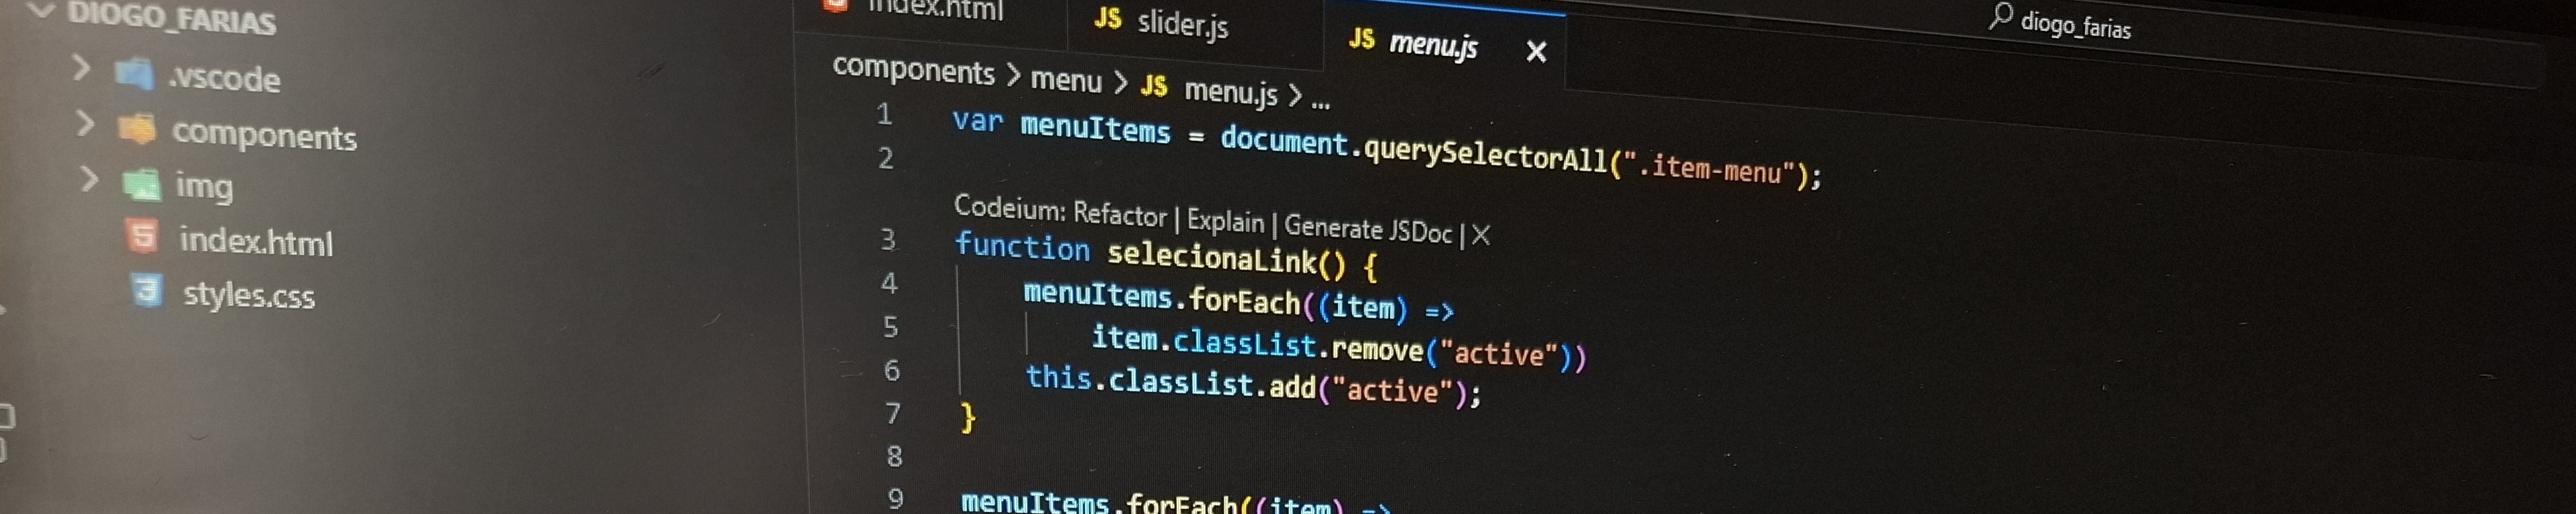 DIOGO_FARIAS
.vscode
components
img
index.html
styles.css
index.html
JS slider.js
JS menu.js X
diogo_farias
components > menu > JS menu.js > ...
1 var menuItems = document.querySelectorAll(".item-menu");
2
Codeium: Refactor | Explain | Generate JSDoc | X
3 function selecionaLink() {
4 menuItems.forEach((item) =>
5 item.classList.remove("active"))
6 this.classList.add("active");
7 }
8
9 menuItems.forEach((item) =>